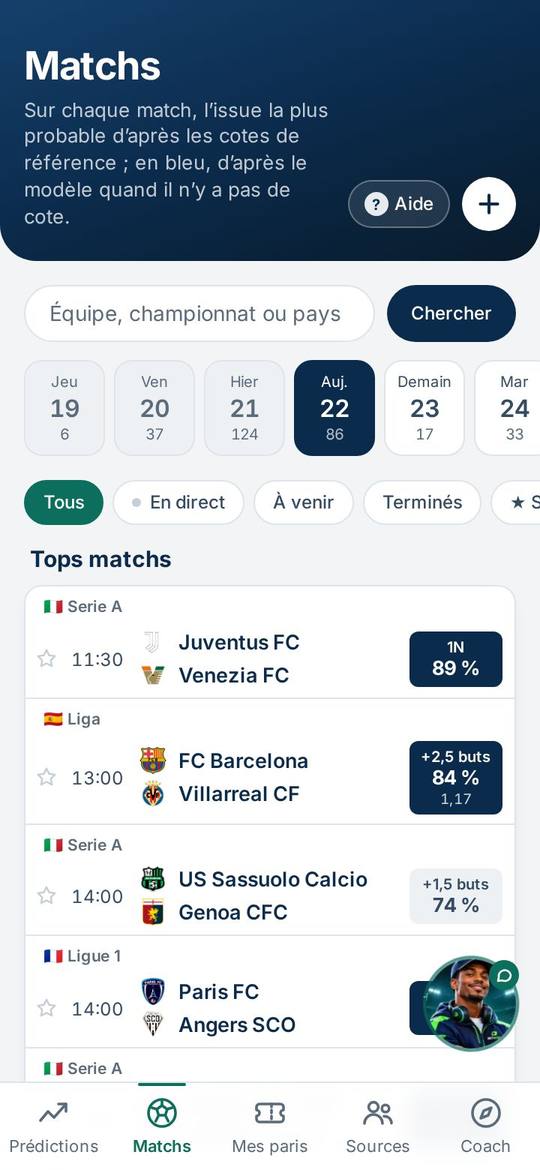 Matchs
Sur chaque match, l’issue la plus
probable d’après les cotes de
référence ; en bleu, d’après le
modèle quand il n’y a pas de
cote.
? Aide
Équipe, championnat ou pays
Chercher
Jeu
19
6
Ven
20
37
Hier
21
124
Auj.
22
86
Demain
23
17
Mar
24
33
Tous
En direct
À venir
Terminés
★ S
Tops matchs
Serie A
11:30
Juventus FC
Venezia FC
1N
89 %
Liga
13:00
FC Barcelona
Villarreal CF
+2,5 buts
84 %
1,17
Serie A
14:00
US Sassuolo Calcio
Genoa CFC
+1,5 buts
74 %
Ligue 1
14:00
Paris FC
Angers SCO
Serie A
Prédictions
Matchs
Mes paris
Sources
Coach